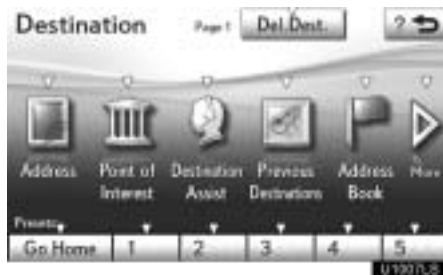 Destination Page 1 Del.Dest. ?
Address Point of Interest Destination Assist Previous Destinations Address Book More
Presets
Go Home 1 2 3 4 5